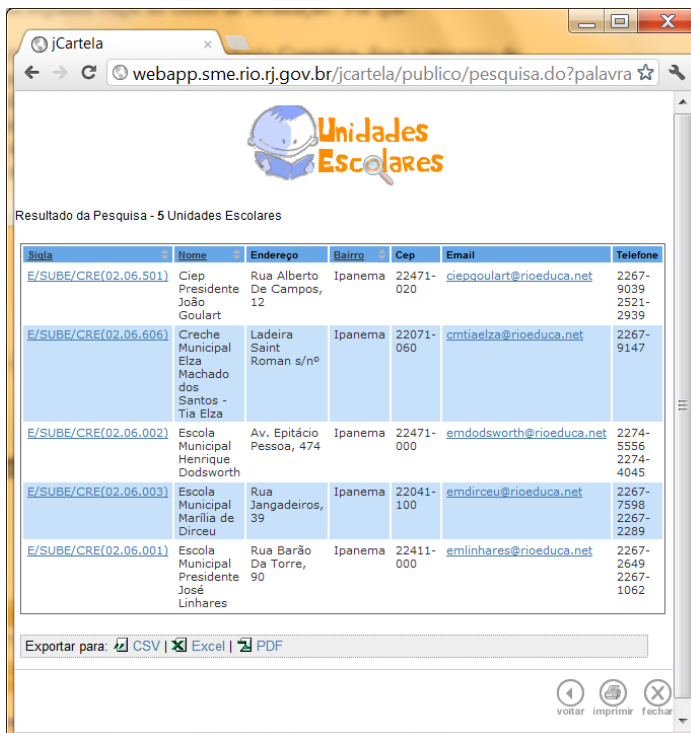 jCartela
webapp.sme.rio.rj.gov.br/jcartela/publico/pesquisa.do?palavra
Unidades
Escolares
Resultado da Pesquisa - 5 Unidades Escolares
Sigla Nome Endereço Bairro Cep Email Telefone
E/SUBE/CRE(02.06.501) Ciep Rua Alberto Ipanema 22471- ciepgoulart@rioeduca.net 2267-
Presidente De Campos, 020 9039
João 12 2521-
Goulart 2939
E/SUBE/CRE(02.06.606) Creche Ladeira Ipanema 22071- cmtiaelza@rioeduca.net 2267-
Municipal Saint 060 9147
Elza Roman s/nº
Machado
dos
Santos -
Tia Elza
E/SUBE/CRE(02.06.002) Escola Av. Epitácio Ipanema 22471- emdodsworth@rioeduca.net 2274-
Municipal Pessoa, 474 000 5556
Henrique 2274-
Dodsworth 4045
E/SUBE/CRE(02.06.003) Escola Rua Ipanema 22041- emdirceu@rioeduca.net 2267-
Municipal Jangadeiros, 100 7598
Marília de 39 2267-
Dirceu 2289
E/SUBE/CRE(02.06.001) Escola Rua Barão Ipanema 22411- emlinhares@rioeduca.net 2267-
Municipal Da Torre, 000 2649
Presidente 90 2267-
José 1062
Linhares
Exportar para: CSV | Excel | PDF
voltar imprimir fechar